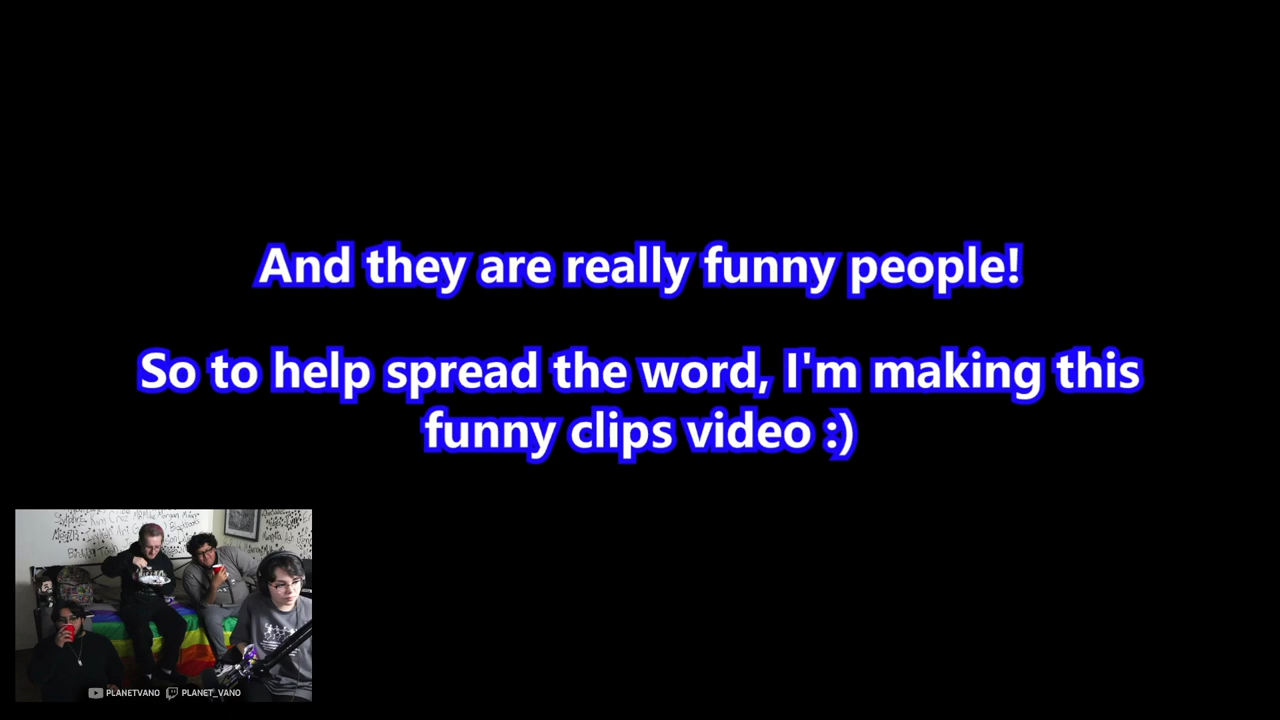 And they are really funny people!
So to help spread the word, I'm making this
funny clips video :)
PLANETVANO PLANET_VANO